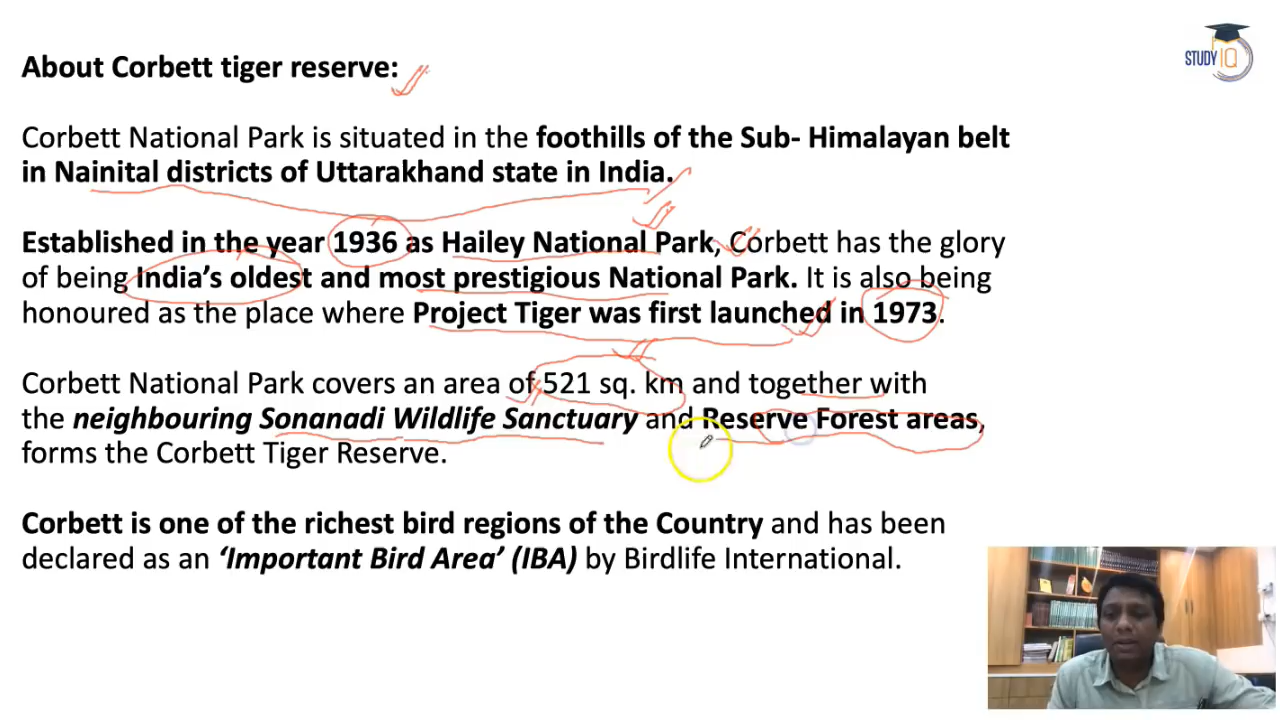 STUDY IQ
About Corbett tiger reserve:
Corbett National Park is situated in the foothills of the Sub- Himalayan belt
in Nainital districts of Uttarakhand state in India.
Established in the year 1936 as Hailey National Park, Corbett has the glory
of being India's oldest and most prestigious National Park. It is also being
honoured as the place where Project Tiger was first launched in 1973.
Corbett National Park covers an area of 521 sq. km and together with
the neighbouring Sonanadi Wildlife Sanctuary and Reserve Forest areas,
forms the Corbett Tiger Reserve.
Corbett is one of the richest bird regions of the Country and has been
declared as an ‘Important Bird Area’ (IBA) by Birdlife International.